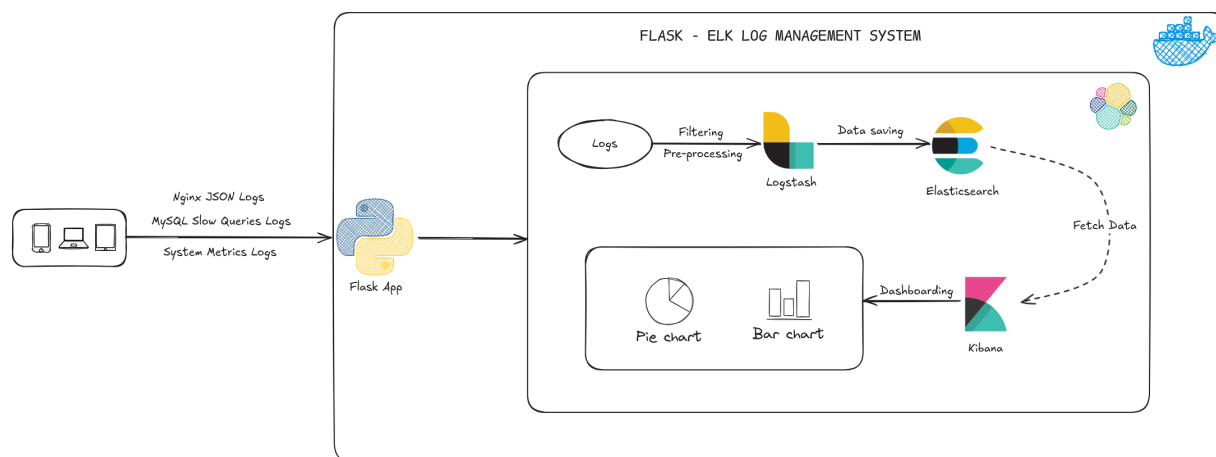 FLASK - ELK LOG MANAGEMENT SYSTEM
Logs
Filtering
Pre-processing
Logstash
Data saving
Elasticsearch
Nginx JSON Logs
MySQL Slow Queries Logs
System Metrics Logs
Flask App
Fetch Data
Dashboarding
Pie chart
Bar chart
Kibana